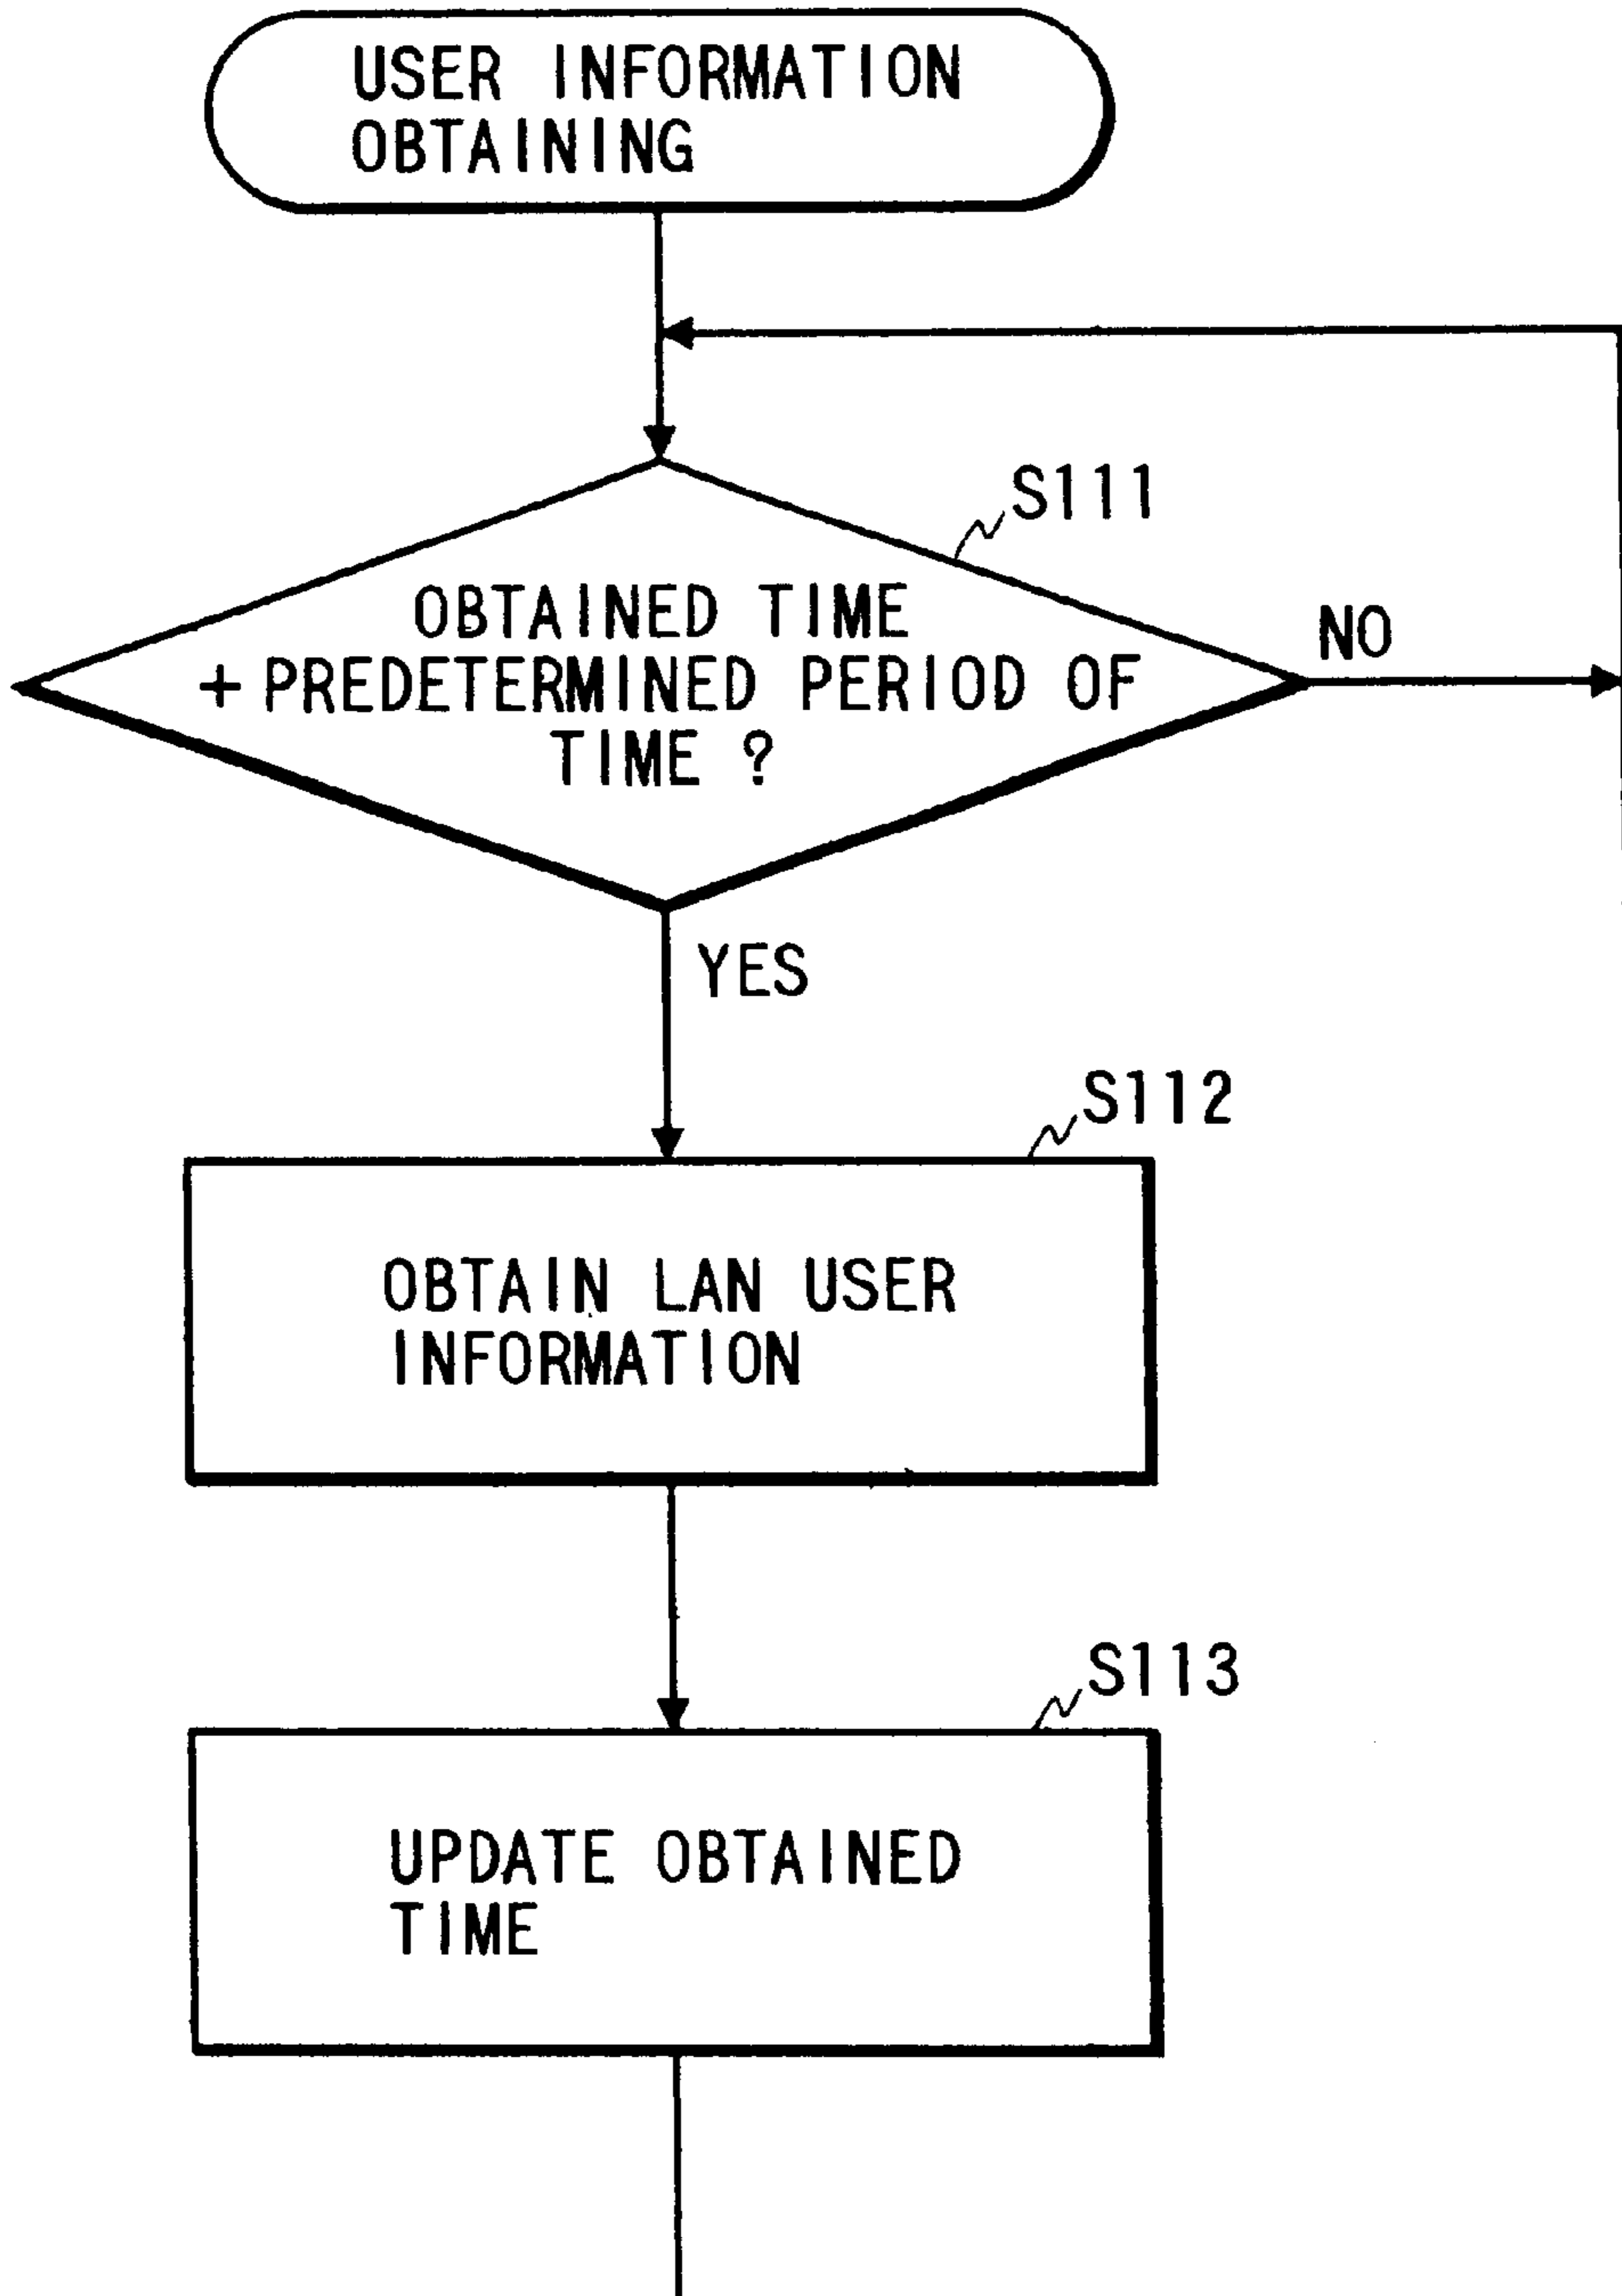 USER INFORMATION
OBTAINING
S111
OBTAINED TIME
+ PREDETERMINED PERIOD OF
TIME ?
NO
YES
S112
OBTAIN LAN USER
INFORMATION
S113
UPDATE OBTAINED
TIME